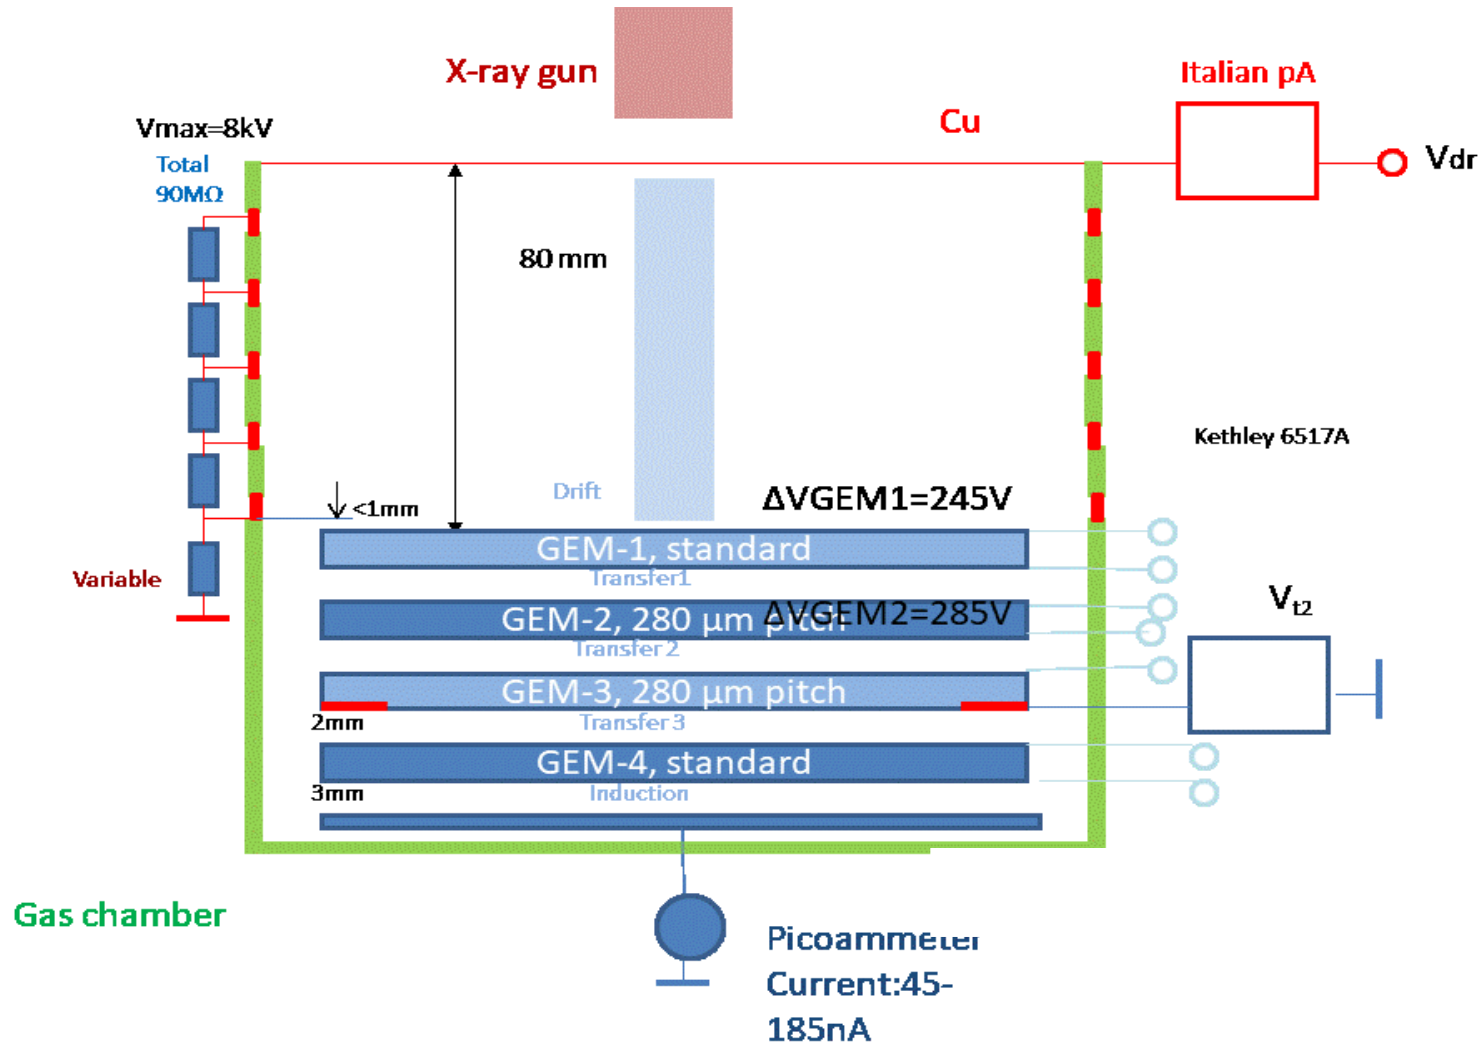 X-ray gun
Italian pA
Vmax=8kV
Cu
Total
90MΩ
Vdr
80 mm
Kethley 6517A
Drift
ΔVGEM1=245V
<1mm
GEM-1, standard
Variable
Transfer1
Vt2
GEM-2, 280 µm pitch
ΔVGEM2=285V
Transfer 2
GEM-3, 280 µm pitch
2mm
Transfer 3
GEM-4, standard
3mm
Induction
Gas chamber
Picoammeter
Current:45-
185nA